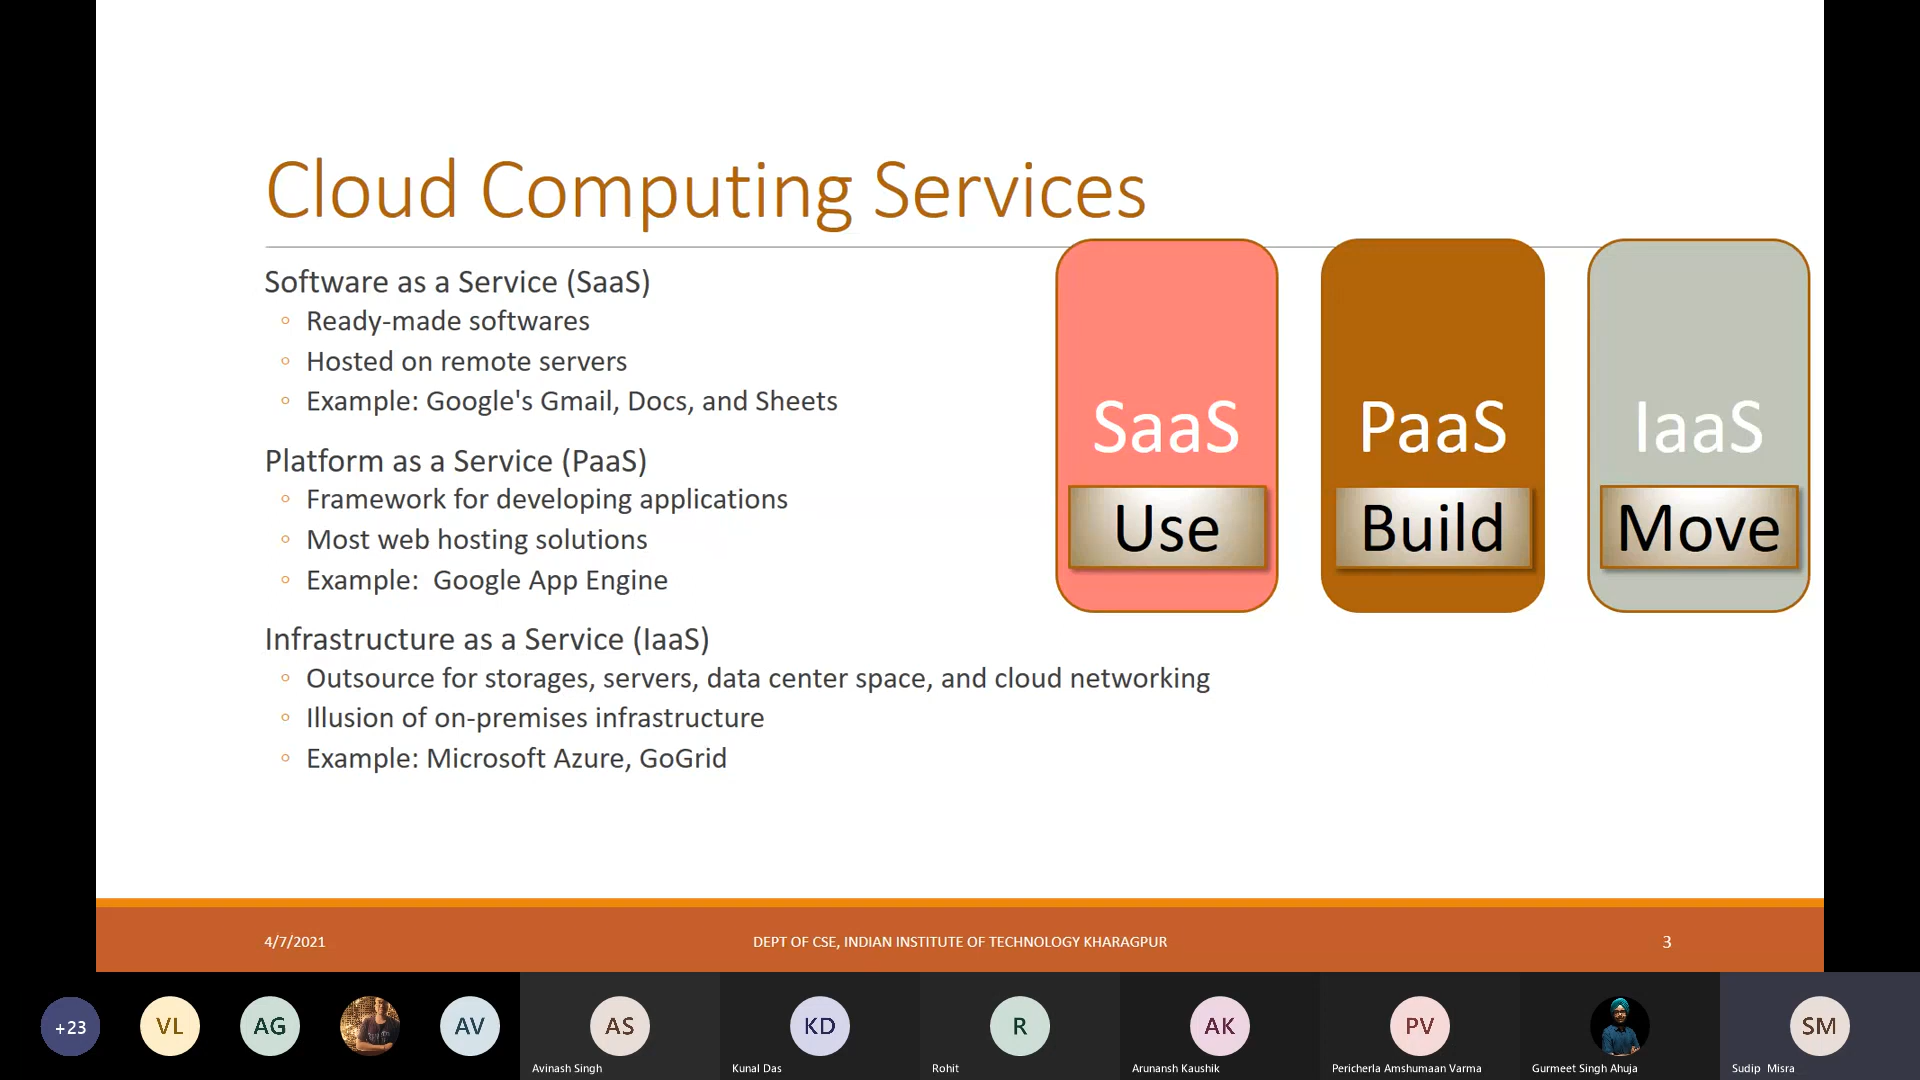 Cloud Computing Services
Software as a Service (SaaS)
◦ Ready-made softwares
◦ Hosted on remote servers
◦ Example: Google's Gmail, Docs, and Sheets
Platform as a Service (PaaS)
◦ Framework for developing applications
◦ Most web hosting solutions
◦ Example:  Google App Engine
Infrastructure as a Service (IaaS)
◦ Outsource for storages, servers, data center space, and cloud networking
◦ Illusion of on-premises infrastructure
◦ Example: Microsoft Azure, GoGrid
SaaS
Use
PaaS
Build
IaaS
Move
4/7/2021
DEPT OF CSE, INDIAN INSTITUTE OF TECHNOLOGY KHARAGPUR
3
+23
VL
AG
AV
AS
Avinash Singh
KD
Kunal Das
R
Rohit
AK
Arunansh Kaushik
PV
Pericherla Amshumaan Varma
Gurmeet Singh Ahuja
SM
Sudip Misra